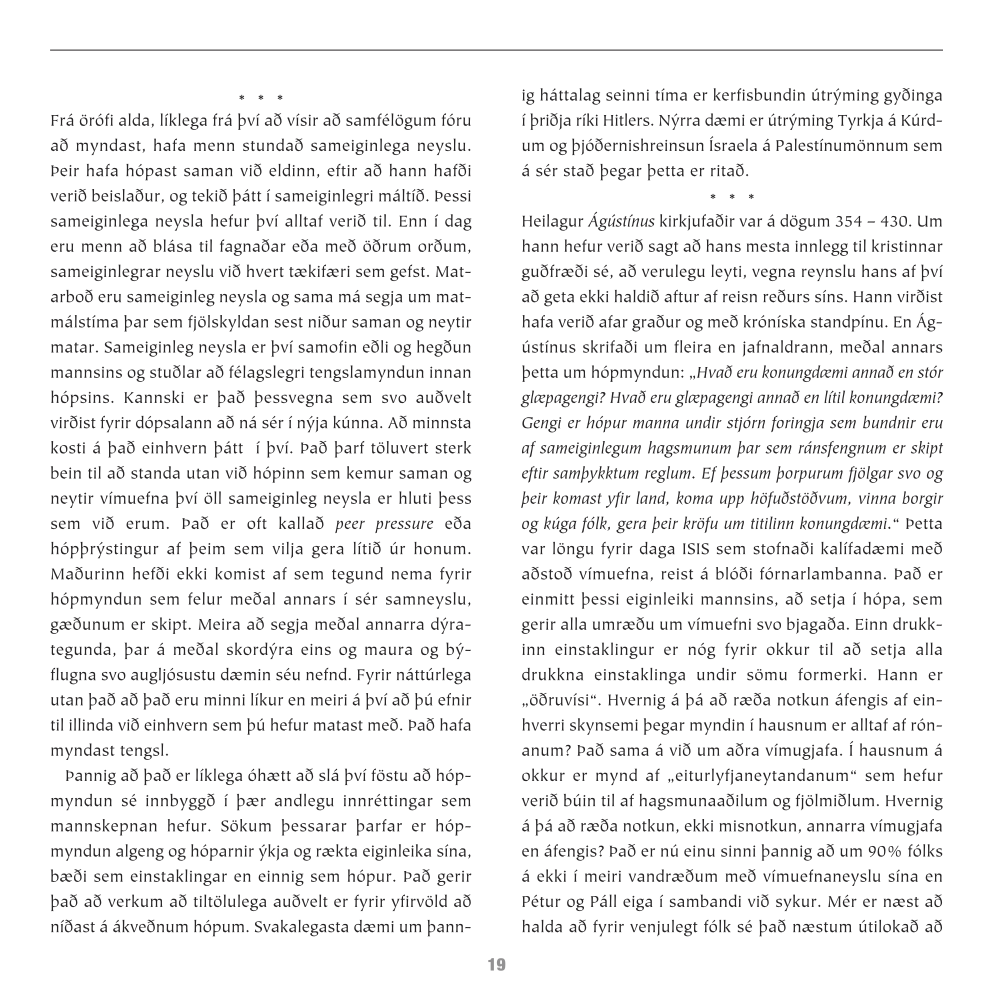 * * *
Frá örófi alda, líklega frá því að vísir að samfélögum fóru
að myndast, hafa menn stundað sameiginlega neyslu.
Þeir hafa hópast saman við eldinn, eftir að hann hafði
verið beislaður, og tekið þátt í sameiginlegri máltíð. Þessi
sameiginlega neysla hefur því alltaf verið til. Enn í dag
eru menn að blása til fagnaðar eða með öðrum orðum,
sameiginlegrar neyslu við hvert tækifæri sem gefst. Mat-
arboð eru sameiginleg neysla og sama má segja um mat-
málstíma þar sem fjölskyldan sest niður saman og neytir
matar. Sameiginleg neysla er því samofin eðli og hegðun
mannsins og stuðlar að félagslegri tengslamyndun innan
hópsins. Kannski er það þessvegna sem svo auðvelt
virðist fyrir dópsalann að ná sér í nýja kúnna. Að minnsta
kosti á það einhvern þátt  í því. Það þarf töluvert sterk
bein til að standa utan við hópinn sem kemur saman og
neytir vímuefna því öll sameiginleg neysla er hluti þess
sem við erum. Það er oft kallað peer pressure eða
hópþrýstingur af þeim sem vilja gera lítið úr honum.
Maðurinn hefði ekki komist af sem tegund nema fyrir
hópmyndun sem felur meðal annars í sér samneyslu,
gæðunum er skipt. Meira að segja meðal annarra dýra-
tegunda, þar á meðal skordýra eins og maura og bý-
flugna svo augljósustu dæmin séu nefnd. Fyrir náttúrlega
utan það að það eru minni líkur en meiri á því að þú efnir
til illinda við einhvern sem þú hefur matast með. Það hafa
myndast tengsl.
Þannig að það er líklega óhætt að slá því föstu að hóp-
myndun sé innbyggð í þær andlegu innréttingar sem
mannskepnan hefur. Sökum þessarar þarfar er hóp-
myndun algeng og hóparnir ýkja og rækta eiginleika sína,
bæði sem einstaklingar en einnig sem hópur. Það gerir
það að verkum að tiltölulega auðvelt er fyrir yfirvöld að
níðast á ákveðnum hópum. Svakalegasta dæmi um þann-
ig háttalag seinni tíma er kerfisbundin útrýming gyðinga
í þriðja ríki Hitlers. Nýrra dæmi er útrýming Tyrkja á Kúrd-
um og þjóðernishreinsun Ísraela á Palestínumönnum sem
á sér stað þegar þetta er ritað.
* * *
Heilagur Ágústínus kirkjufaðir var á dögum 354 – 430. Um
hann hefur verið sagt að hans mesta innlegg til kristinnar
guðfræði sé, að verulegu leyti, vegna reynslu hans af því
að geta ekki haldið aftur af reisn reðurs síns. Hann virðist
hafa verið afar graður og með króníska standpínu. En Ág-
ústínus skrifaði um fleira en jafnaldrann, meðal annars
þetta um hópmyndun: „Hvað eru konungdæmi annað en stór
glæpagengi? Hvað eru glæpagengi annað en lítil konungdæmi?
Gengi er hópur manna undir stjórn foringja sem bundnir eru
af sameiginlegum hagsmunum þar sem ránsfengnum er skipt
eftir samþykktum reglum. Ef þessum þorpurum fjölgar svo og
þeir komast yfir land, koma upp höfuðstöðvum, vinna borgir
og kúga fólk, gera þeir kröfu um titilinn konungdæmi.“ Þetta
var löngu fyrir daga ISIS sem stofnaði kalífadæmi með
aðstoð vímuefna, reist á blóði fórnarlambanna. Það er
einmitt þessi eiginleiki mannsins, að setja í hópa, sem
gerir alla umræðu um vímuefni svo bjagaða. Einn drukk-
inn einstaklingur er nóg fyrir okkur til að setja alla
drukkna einstaklinga undir sömu formerki. Hann er
„öðruvísi“. Hvernig á þá að ræða notkun áfengis af ein-
hverri skynsemi þegar myndin í hausnum er alltaf af rón-
anum? Það sama á við um aðra vímugjafa. Í hausnum á
okkur er mynd af „eiturlyfjaneytandanum“ sem hefur
verið búin til af hagsmunaaðilum og fjölmiðlum. Hvernig
á þá að ræða notkun, ekki misnotkun, annarra vímugjafa
en áfengis? Það er nú einu sinni þannig að um 90% fólks
á ekki í meiri vandræðum með vímuefnaneyslu sína en
Pétur og Páll eiga í sambandi við sykur. Mér er næst að
halda að fyrir venjulegt fólk sé það næstum útilokað að
19